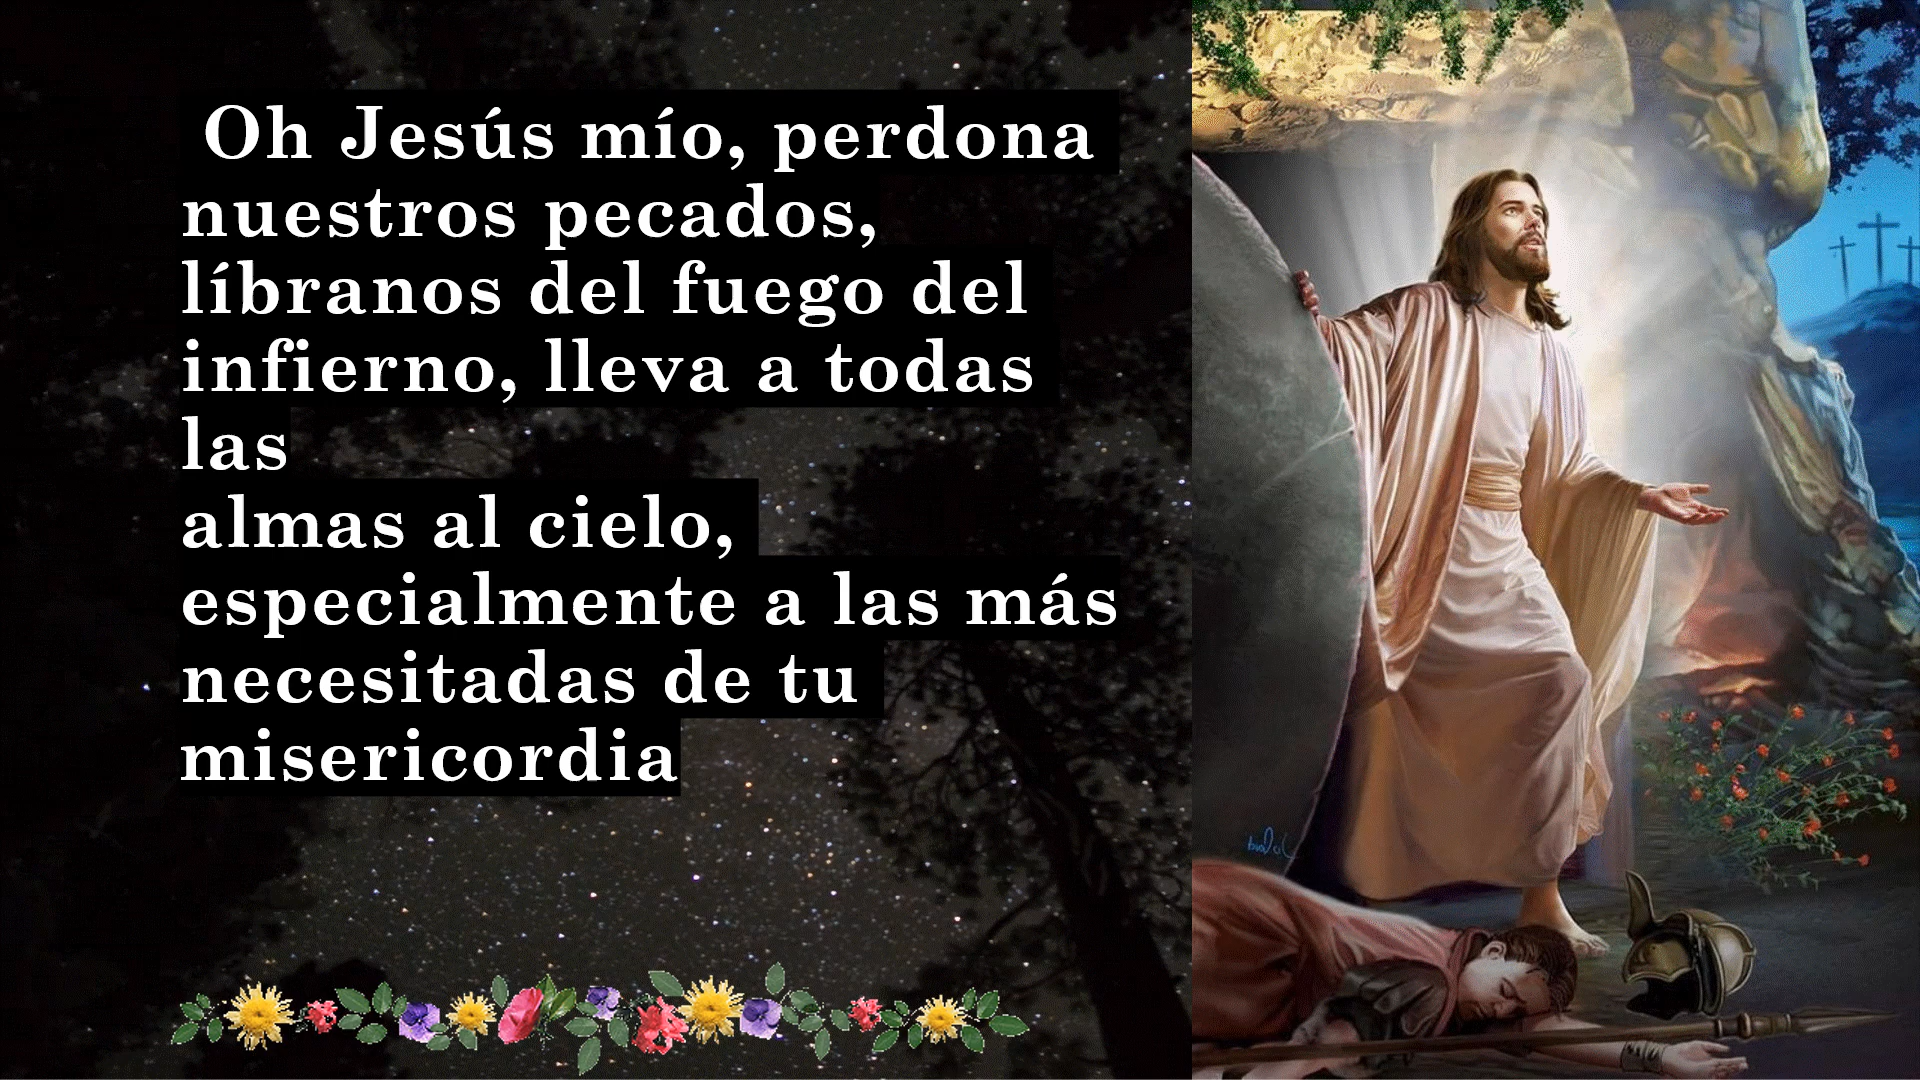 Oh Jesús mío, perdona
nuestros pecados,
líbranos del fuego del
infierno, lleva a todas
las
almas al cielo,
especialmente a las más
necesitadas de tu
misericordia